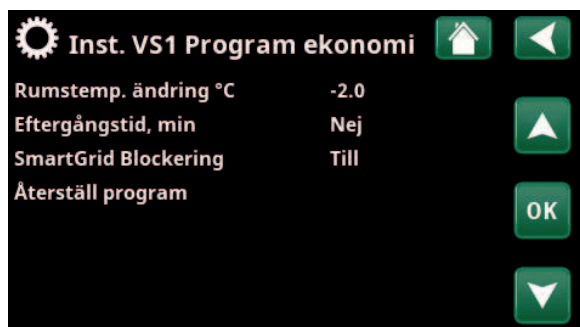 Inst. VS1 Program ekonomi
Rumstemp. ändring °C -2.0
Eftergångstid, min Nej
SmartGrid Blockering Till
Återställ program
OK